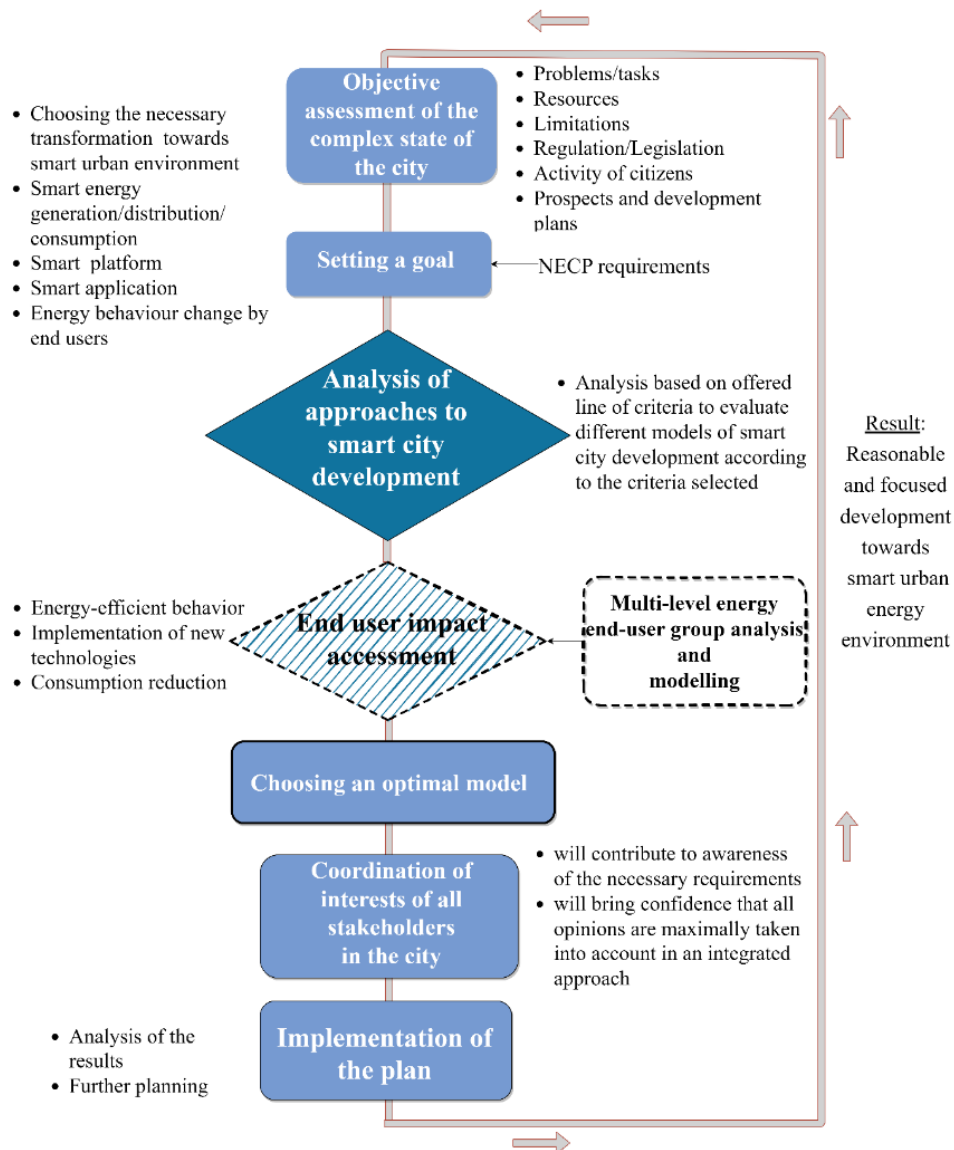 Objective
assessment of the
complex state of
the city
• Problems/tasks
• Resources
• Limitations
• Regulation/Legislation
• Activity of citizens
• Prospects and development
plans
• Choosing the necessary
transformation towards
smart urban environment
• Smart energy
generation/distribution/
consumption
• Smart platform
• Smart application
• Energy behaviour change by
end users
Setting a goal
NECP requirements
Analysis of
approaches to
smart city
development
• Analysis based on offered
line of criteria to evaluate
different models of smart
city development according
to the criteria selected
Result:
Reasonable
and focused
development
towards
smart urban
energy
environment
• Energy-efficient behavior
• Implementation of new
technologies
• Consumption reduction
End user impact
accessment
Multi-level energy
end-user group analysis
and
modelling
Choosing an optimal model
Coordination of
interests of all
stakeholders
in the city
• will contribute to awareness
of the necessary requirements
• will bring confidence that all
opinions are maximally taken
into account in an integrated
approach
• Analysis of the
results
• Further planning
Implementation of
the plan